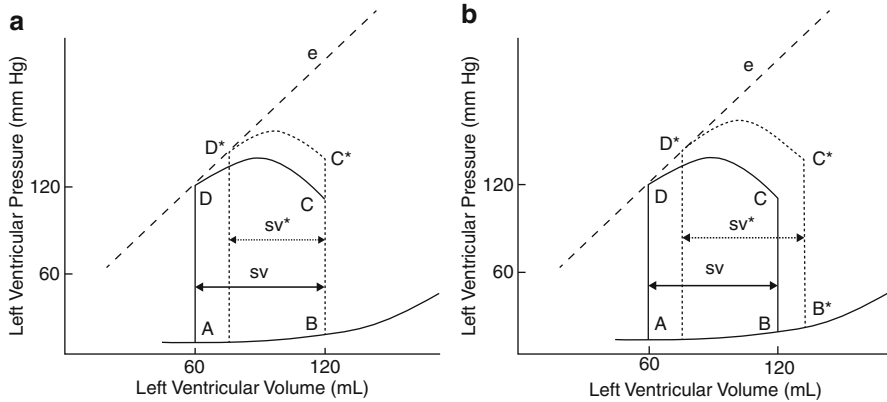 a
Left Ventricular Pressure (mm Hg)
120
60
e
D*
C*
D
C
sv*
sv
A
B
60
120
Left Ventricular Volume (mL)
b
Left Ventricular Pressure (mm Hg)
120
60
e
D*
C*
D
C
sv*
sv
B*
A
B
60
120
Left Ventricular Volume (mL)